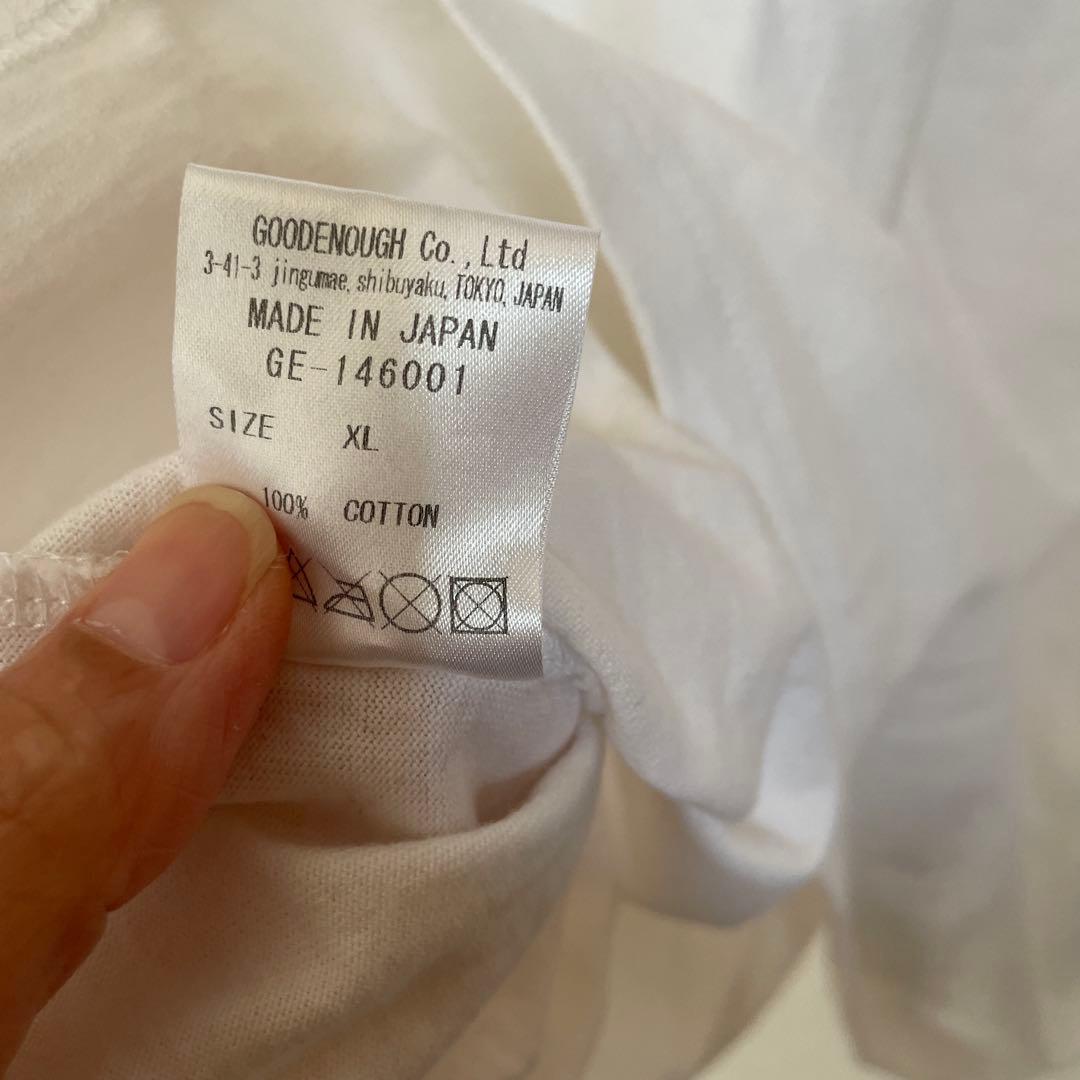 GOODENOUGH Co.,Ltd
3-41-3 jingumae, shibuyaku, TOKYO, JAPAN
MADE IN JAPAN
GE-146001
SIZE XL
100% COTTON